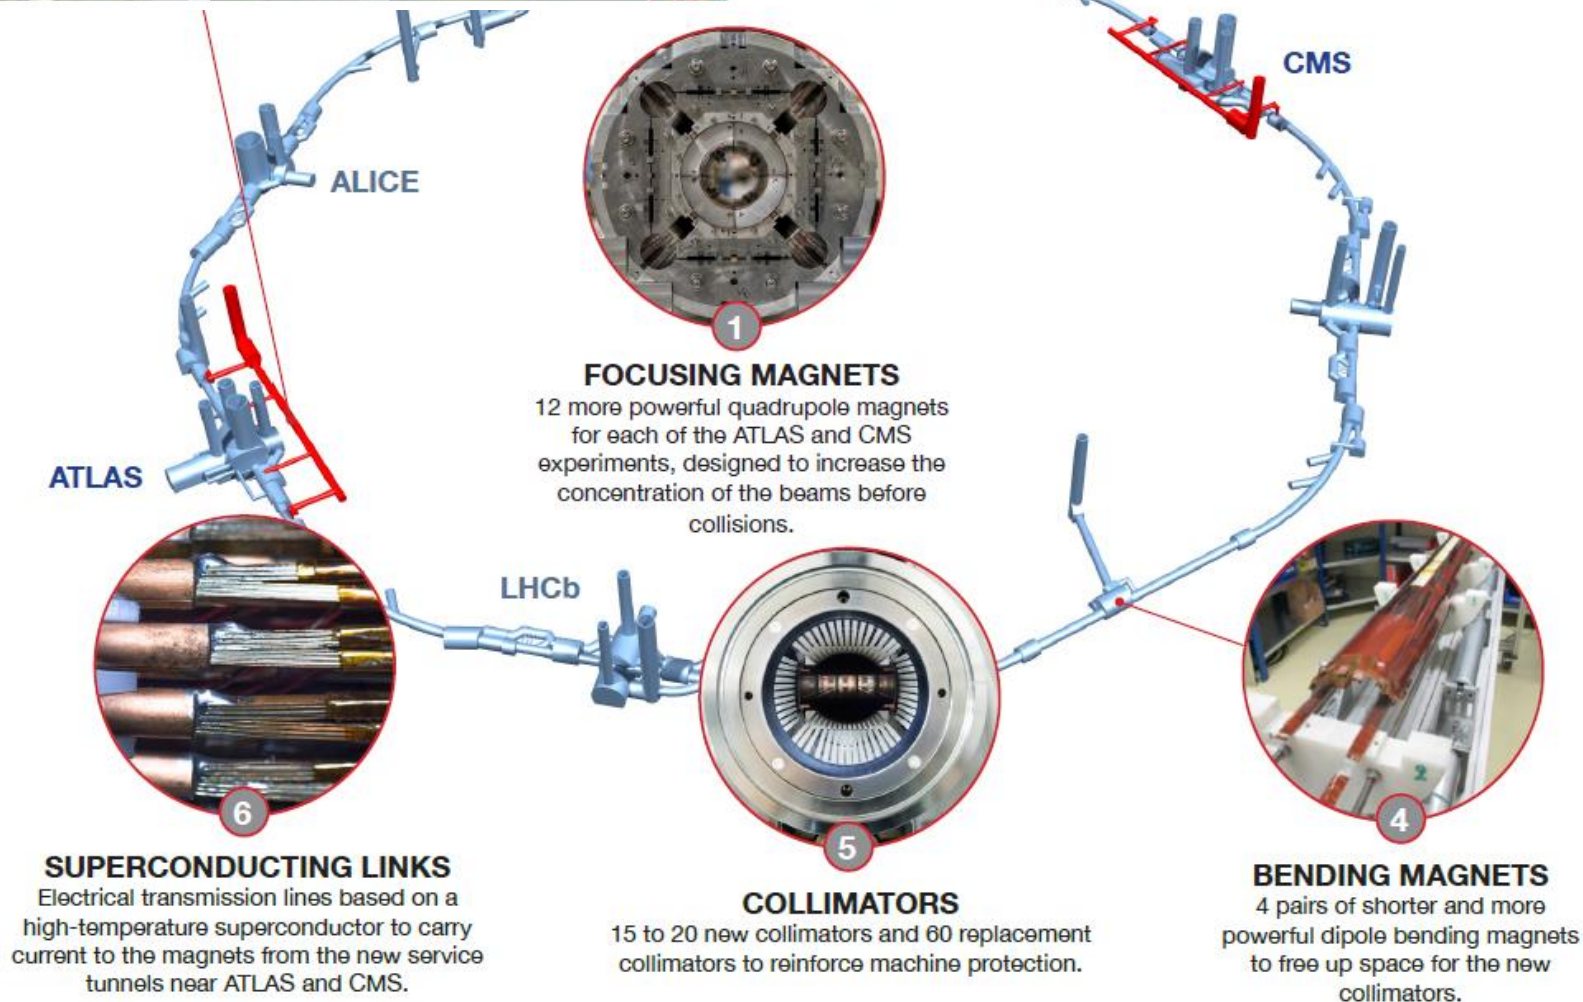 CMS
ALICE
1
FOCUSING MAGNETS
12 more powerful quadrupole magnets
for each of the ATLAS and CMS
experiments, designed to increase the
concentration of the beams before
collisions.
ATLAS
LHCb
6
SUPERCONDUCTING LINKS
Electrical transmission lines based on a
high-temperature superconductor to carry
current to the magnets from the new service
tunnels near ATLAS and CMS.
5
COLLIMATORS
15 to 20 new collimators and 60 replacement
collimators to reinforce machine protection.
2
4
BENDING MAGNETS
4 pairs of shorter and more
powerful dipole bending magnets
to free up space for the new
collimators.